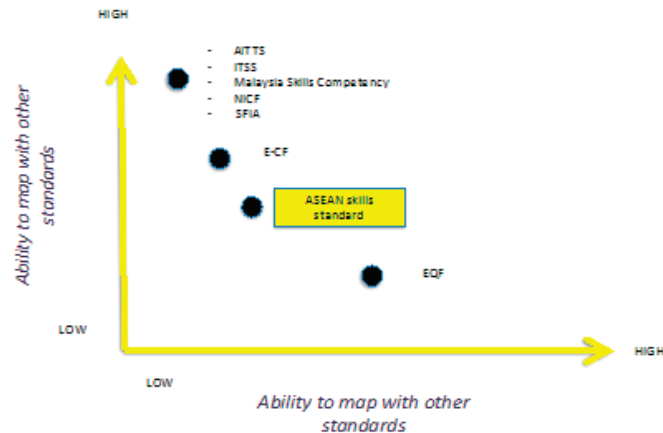 HIGH
- AITTS
- ITSS
- Malaysia Skills Competency
- NICF
- SFIA
E-CF
ASEAN skills
standard
EQF
Ability to map with other
standards
LOW
HIGH
LOW
Ability to map with other
standards